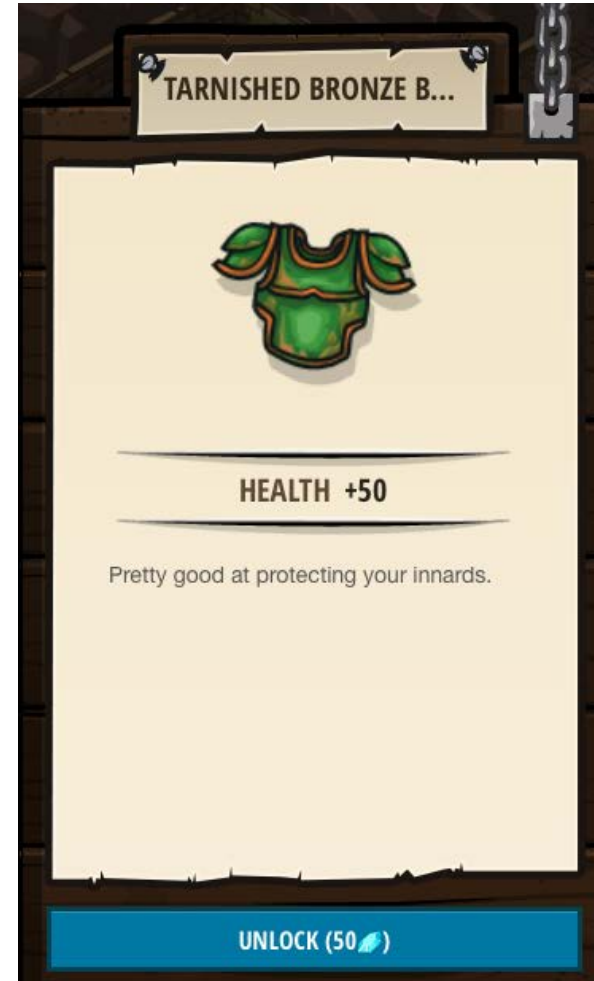 TARNISHED BRONZE B...
HEALTH +50
Pretty good at protecting your innards.
UNLOCK (50)